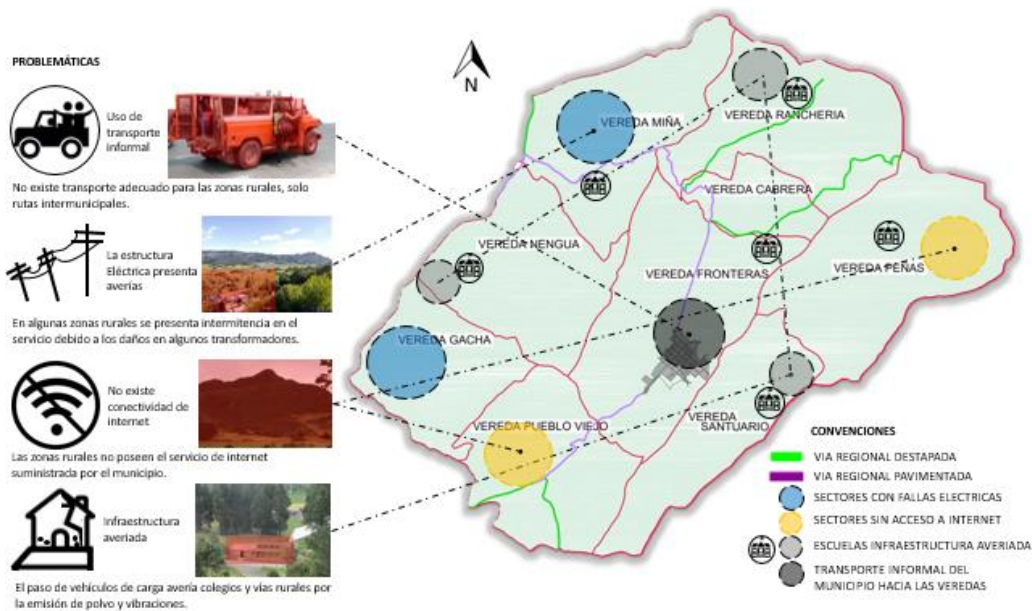 PROBLEMÁTICAS
Uso de
transporte
informal
No existe transporte adecuado para las zonas rurales, solo
rutas intermunicipales.
La estructura
Eléctrica presenta
averías
En algunas zonas rurales se presenta intermitencia en el
servicio debido a los daños en algunos transformadores.
No existe
conectividad de
internet
Las zonas rurales no poseen el servicio de internet
suministrada por el municipio.
Infraestructura
averiada
El paso de vehículos de carga avería colegios y vías rurales por
la emisión de polvo y vibraciones.
N
VEREDA MIÑA
VEREDA RANCHERIA
VEREDA CABRERA
VEREDA NENGUA
VEREDA FRONTERAS
VEREDA PEÑAS
VEREDA GACHA
VEREDA PUEBLO VIEJO
VEREDA
SANTUARIO
CONVENCIONES
VIA REGIONAL DESTAPADA
VIA REGIONAL PAVIMENTADA
SECTORES CON FALLAS ELECTRICAS
SECTORES SIN ACCESO A INTERNET
ESCUELAS INFRAESTRUCTURA AVERIADA
TRANSPORTE INFORMAL DEL
MUNICIPIO HACIA LAS VEREDAS